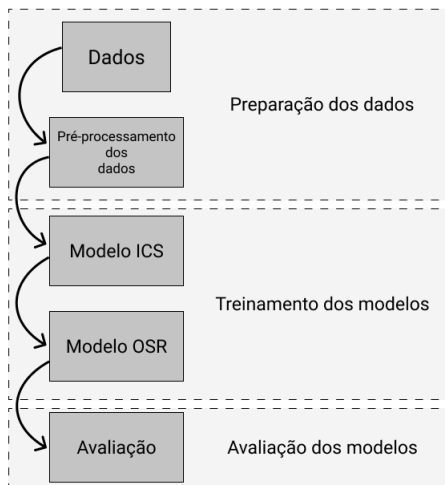 Dados
Preparação dos dados
Pré-processamento
dos
dados
Modelo ICS
Treinamento dos modelos
Modelo OSR
Avaliação
Avaliação dos modelos